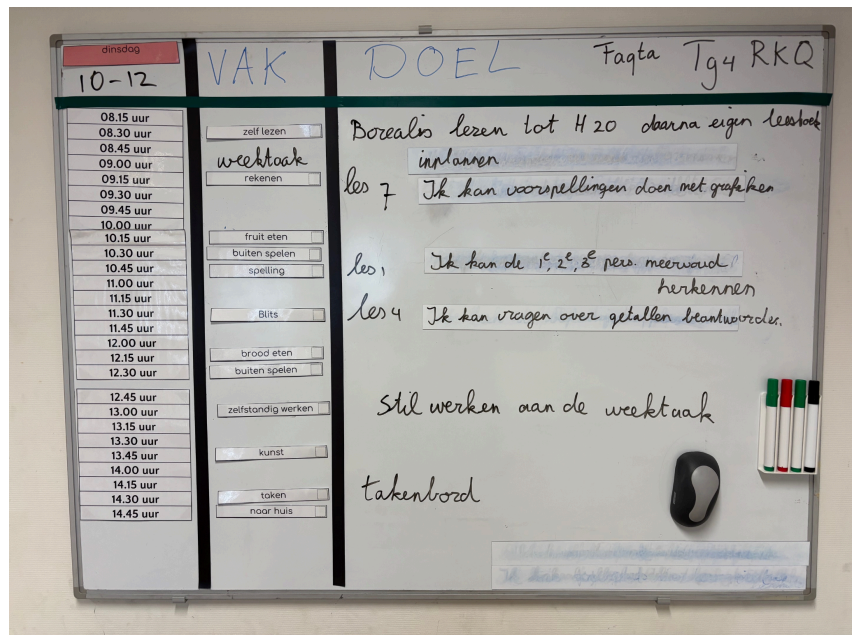 dinsdag
10-12
VAK
DOEL
Faqta Tg4 RKQ
08.15 uur
08.30 uur
zelf lezen
Borealis lezen tot H 20 daarna eigen leesboek
08.45 uur
09.00 uur
weektaak
inplannen
09.15 uur
rekenen
les 7 Ik kan voorspellingen doen met grafieken
09.30 uur
09.45 uur
10.00 uur
10.15 uur
fruit eten
10.30 uur
buiten spelen
10.45 uur
spelling
les 1 Ik kan de 1e, 2e, 3e pers. meervoud
herkennen
11.00 uur
11.15 uur
11.30 uur
Blits
les 4 Ik kan vragen over getallen beantwoorden.
11.45 uur
12.00 uur
12.15 uur
brood eten
12.30 uur
buiten spelen
12.45 uur
13.00 uur
zelfstandig werken
Stil werken aan de weektaak
13.15 uur
13.30 uur
13.45 uur
kunst
14.00 uur
14.15 uur
14.30 uur
taken
takenbord
14.45 uur
naar huis